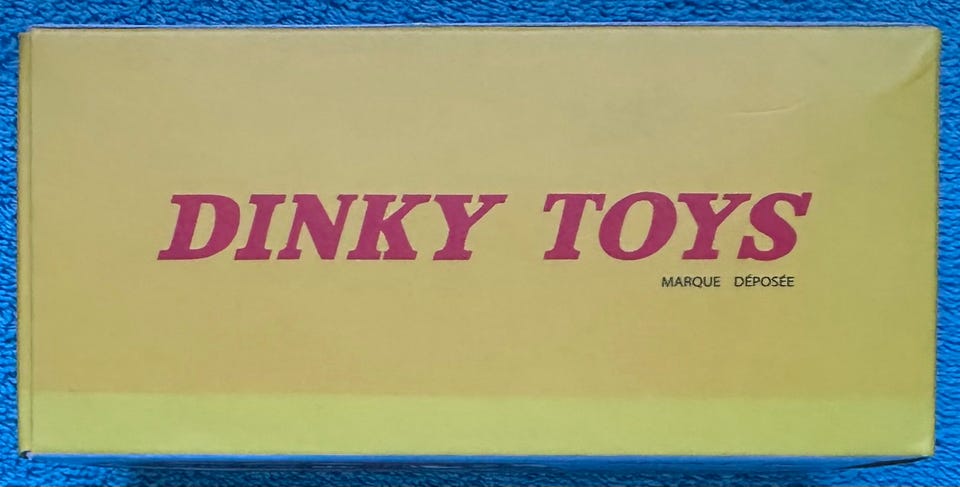 DINKY TOYS
MARQUE DÉPOSÉE